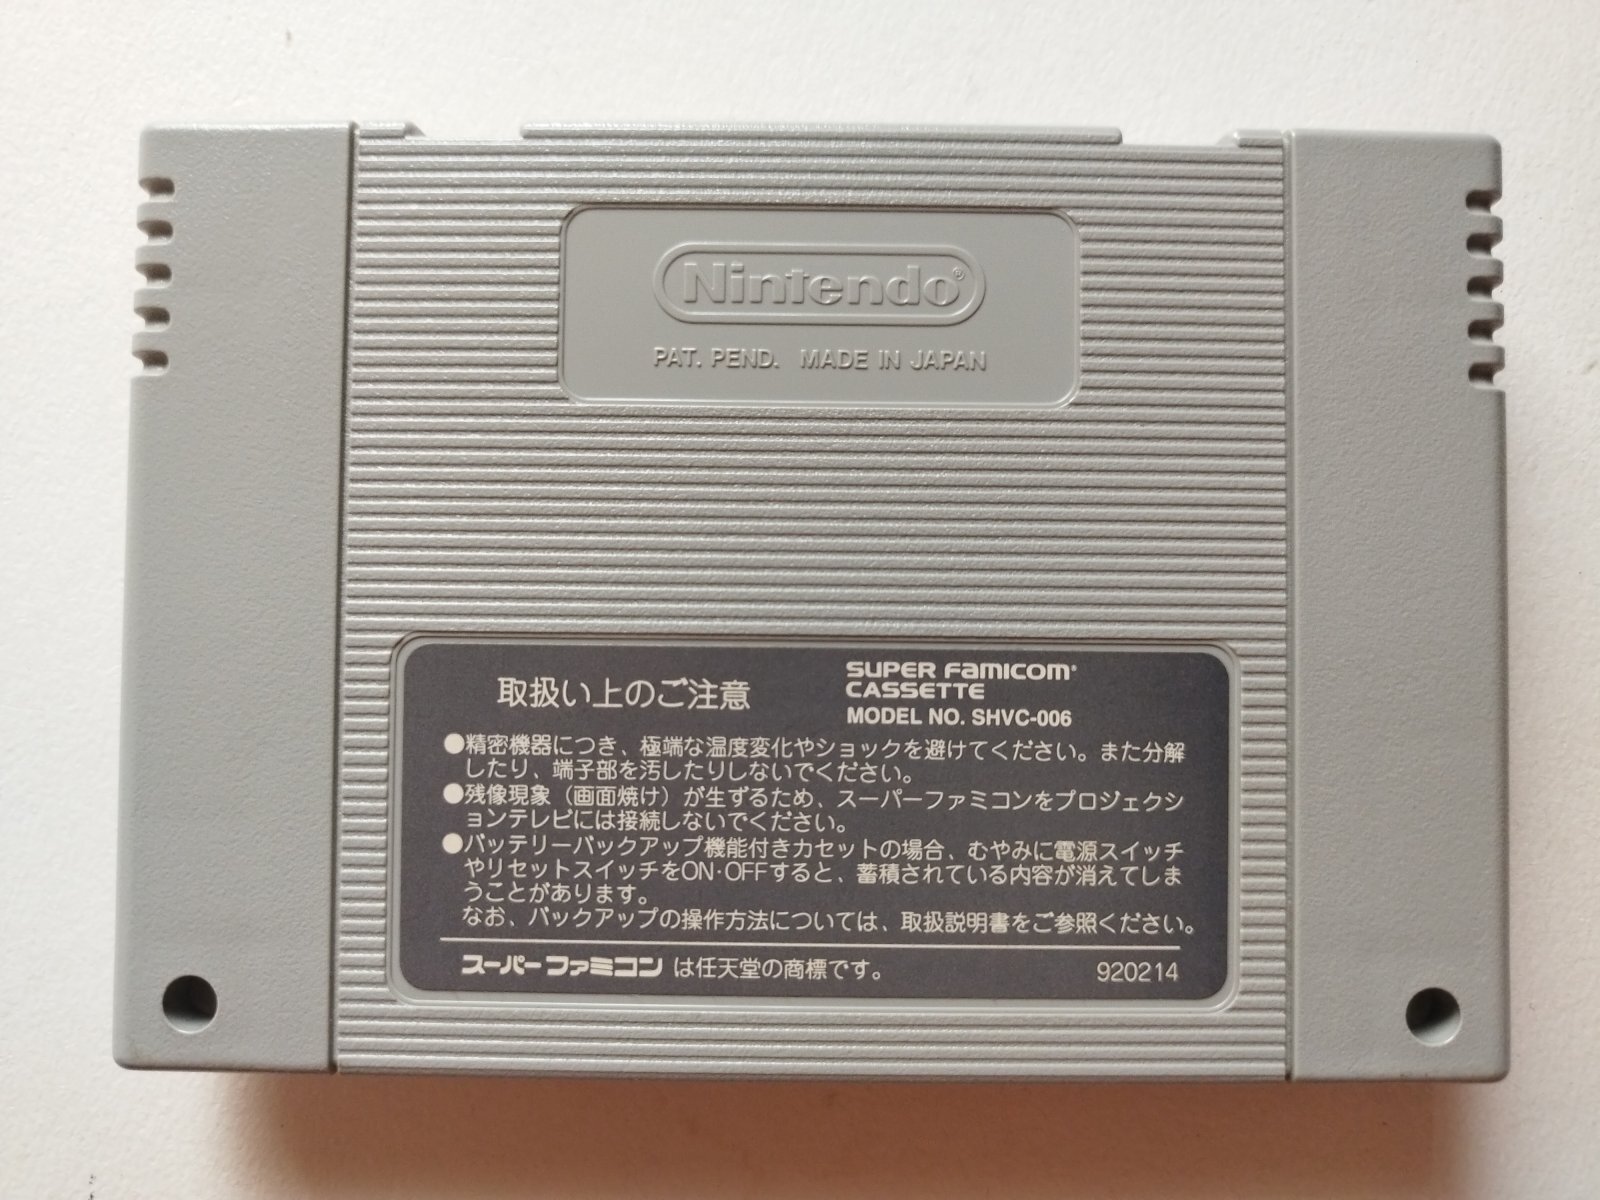 Nintendo®
PAT. PEND. MADE IN JAPAN
取扱い上のご注意
SUPER FAMICOM®
CASSETTE
MODEL NO. SHVC-006
●精密機器につき、極端な温度変化やショックを避けてください。また分解
したり、端子部を汚したりしないでください。
●残像現象（画面焼け）が生ずるため、スーパーファミコンをプロジェクシ
ョンテレビには接続しないでください。
●バッテリーバックアップ機能付きカセットの場合、むやみに電源スイッチ
やリセットスイッチをON･OFFすると、蓄積されている内容が消えてしま
うことがあります。
なお、バックアップの操作方法については、取扱説明書をご参照ください。
スーパーファミコン は任天堂の商標です。
920214